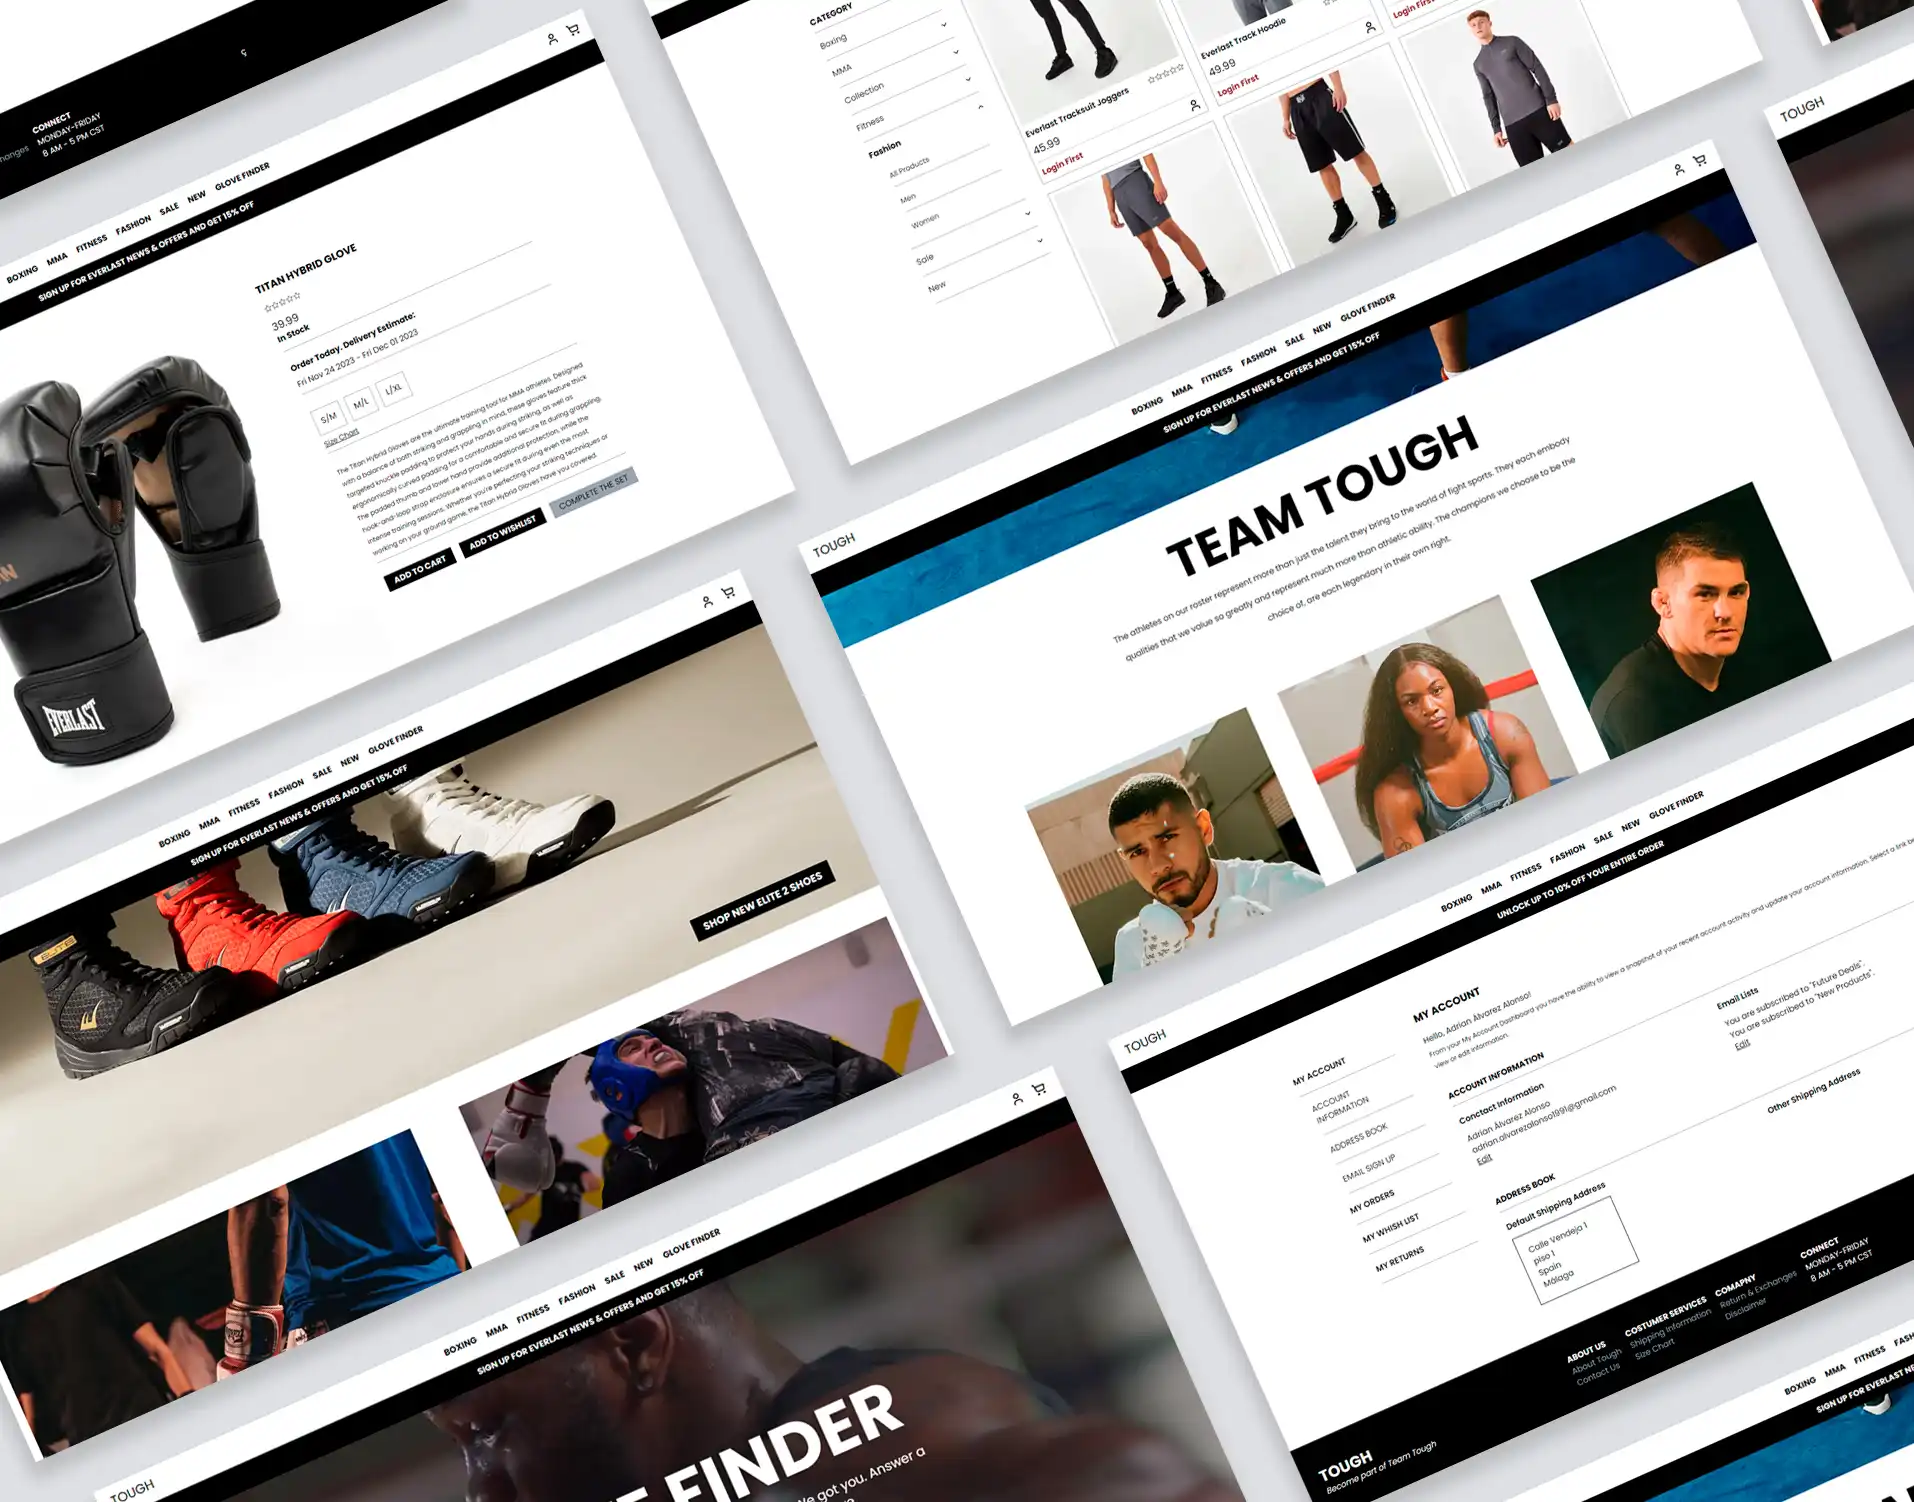 CONNECT
MONDAY-FRIDAY
8 AM - 5 PM CST
hanges
BOXING MMA FITNESS FASHION SALE NEW GLOVE FINDER
SIGN UP FOR EVERLAST NEWS & OFFERS AND GET 15% OFF
TITAN HYBRID GLOVE
39.99
In Stock
Order Today. Delivery Estimate:
Fri Nov 24 2023 - Fri Dec 01 2023
S/M M/L L/XL
Size Chart
The Titan Hybrid Gloves are the ultimate training tool for MMA athletes. Designed
with a balance of both striking and grappling in mind, these gloves feature thick
targeted knuckle padding to protect your hands during striking, as well as
ergonomically curved padding for a comfortable and secure fit during grappling.
The padded thumb and lower hand provide additional protection, while the
hook-and-loop strap enclosure ensures a secure fit during even the most
intense training sessions. Whether you're perfecting your striking techniques or
working on your ground game, the Titan Hybrid Gloves have you covered.
ADD TO CART ADD TO WISHLIST COMPLETE THE SET
EVERLAST
CATEGORY
Boxing
MMA
Collection
Fitness
Fashion
All Products
Men
Women
Sale
New
Everlast Tracksuit Joggers
45.99
Login First
Everlast Track Hoodie
49.99
Login First
Login First
TOUGH
BOXING MMA FITNESS FASHION SALE NEW GLOVE FINDER
SIGN UP FOR EVERLAST NEWS & OFFERS AND GET 15% OFF
TOUGH
TEAM TOUGH
The athletes on our roster represent more than just the talent they bring to the world of fight sports. They each embody
qualities that we value so greatly and represent much more than athletic ability. The champions we choose to be the
choice of, are each legendary in their own right.
BOXING MMA FITNESS FASHION SALE NEW GLOVE FINDER
SIGN UP FOR EVERLAST NEWS & OFFERS AND GET 15% OFF
ELITE
SHOP NEW ELITE 2 SHOES
BOXING MMA FITNESS FASHION SALE NEW GLOVE FINDER
UNLOCK UP TO 10% OFF YOUR ENTIRE ORDER
TOUGH
MY ACCOUNT
ACCOUNT
INFORMATION
ADDRESS BOOK
EMAIL SIGN UP
MY ORDERS
MY WHISH LIST
MY RETURNS
MY ACCOUNT
Hello, Adrian Álvarez Alonso!
From your My Account Dashboard you have the ability to view a snapshot of your recent account activity and update your account information. Select a link be
view or edit information.
ACCOUNT INFORMATION
Conctact Information
Adrian Álvarez Alonso
adrian.alvarezalonso1991@gmail.com
Edit
Email Lists
You are subscribed to "Future Deals".
You are subscribed to "New Products".
Edit
ADDRESS BOOK
Default Shipping Address
Calle Vendeja 1
piso 1
Spain
Málaga
Other Shipping Address
ABOUT US
About Tough
Contact Us
COSTUMER SERVICES
Shipping Information
Size Chart
COMAPNY
Return & Exchanges
Disclaimer
CONNECT
MONDAY-FRIDAY
8 AM - 5 PM CST
TOUGH
Become part of Team Tough
BOXING MMA FITNESS FASHION SALE NEW GLOVE FINDER
SIGN UP FOR EVERLAST NEWS & OFFERS AND GET 15% OFF
TOUGH
FINDER
We got you. Answer a
BOXING MMA FITNESS FASH
SIGN UP FOR EVERLAST NE